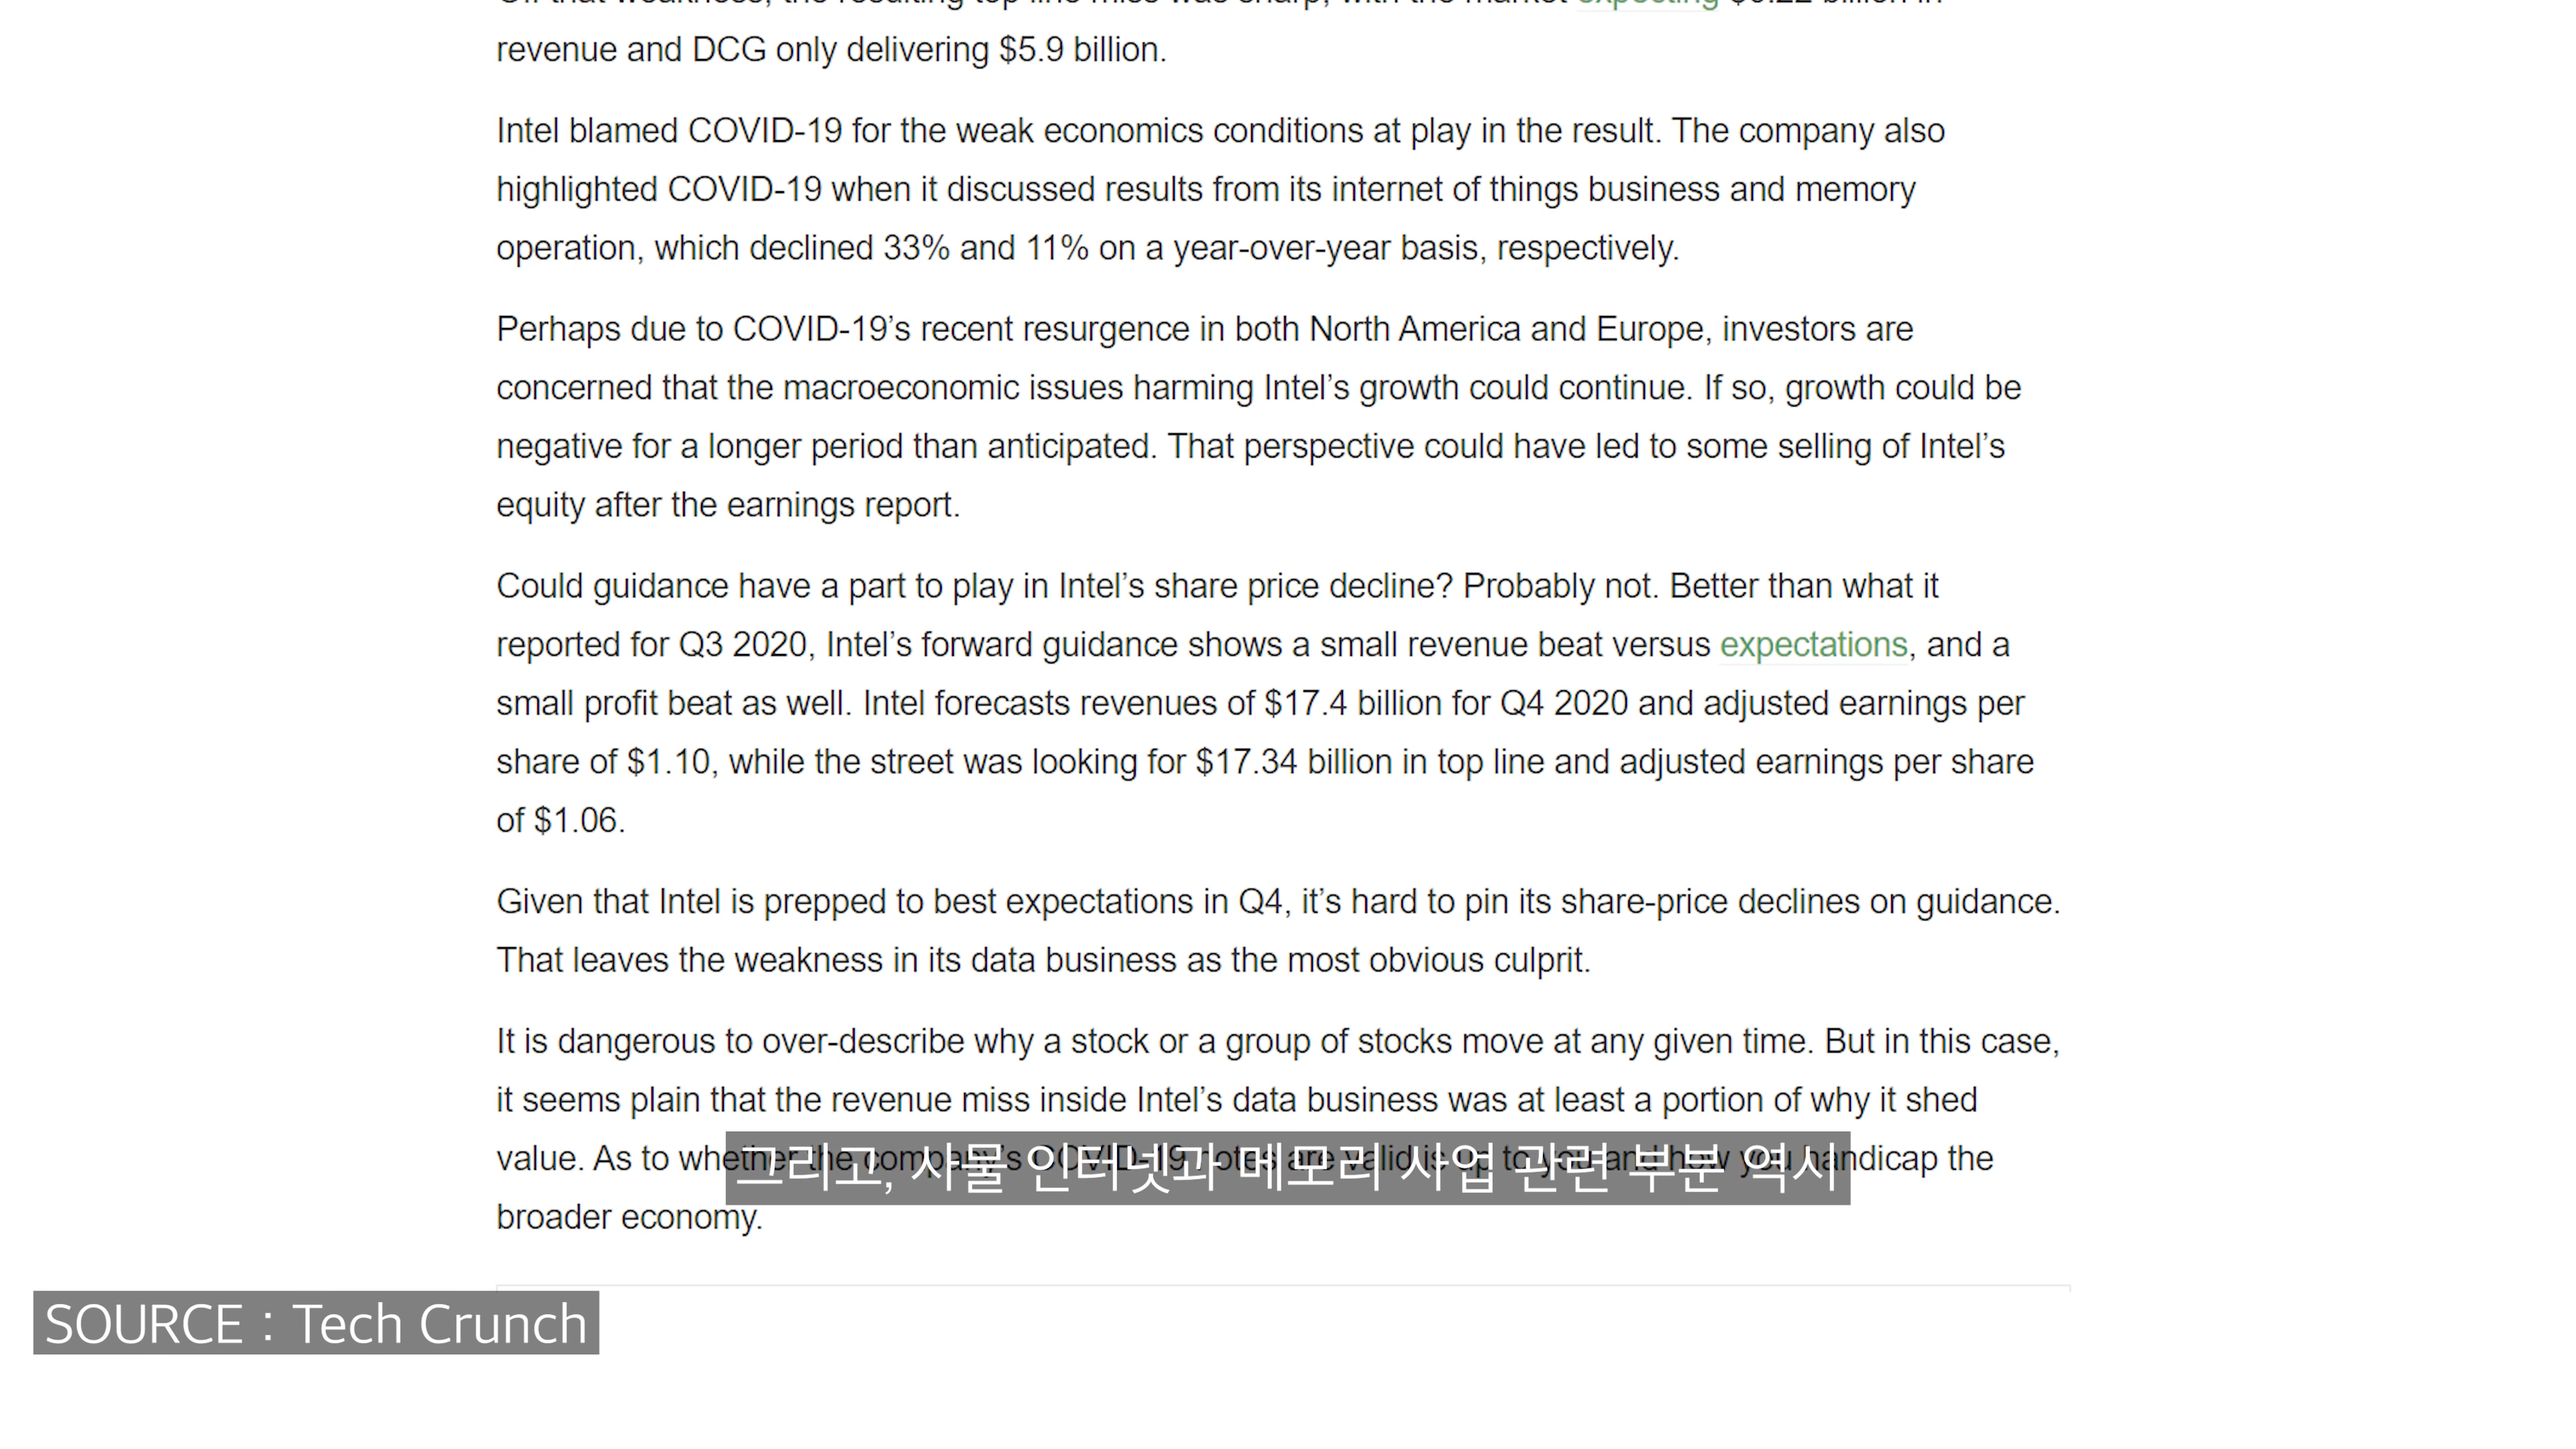 expecting
revenue and DCG only delivering $5.9 billion.
Intel blamed COVID-19 for the weak economics conditions at play in the result. The company also
highlighted COVID-19 when it discussed results from its internet of things business and memory
operation, which declined 33% and 11% on a year-over-year basis, respectively.
Perhaps due to COVID-19’s recent resurgence in both North America and Europe, investors are
concerned that the macroeconomic issues harming Intel’s growth could continue. If so, growth could be
negative for a longer period than anticipated. That perspective could have led to some selling of Intel’s
equity after the earnings report.
Could guidance have a part to play in Intel’s share price decline? Probably not. Better than what it
reported for Q3 2020, Intel’s forward guidance shows a small revenue beat versus expectations, and a
small profit beat as well. Intel forecasts revenues of $17.4 billion for Q4 2020 and adjusted earnings per
share of $1.10, while the street was looking for $17.34 billion in top line and adjusted earnings per share
of $1.06.
Given that Intel is prepped to best expectations in Q4, it’s hard to pin its share-price declines on guidance.
That leaves the weakness in its data business as the most obvious culprit.
It is dangerous to over-describe why a stock or a group of stocks move at any given time. But in this case,
it seems plain that the revenue miss inside Intel’s data business was at least a portion of why it shed
value. As to whether the company’s COVID-19 notes are valid is up to you and how you handicap the
그리고, 사물 인터넷과 메모리 사업 관련 부분 역시
broader economy.
SOURCE : Tech Crunch